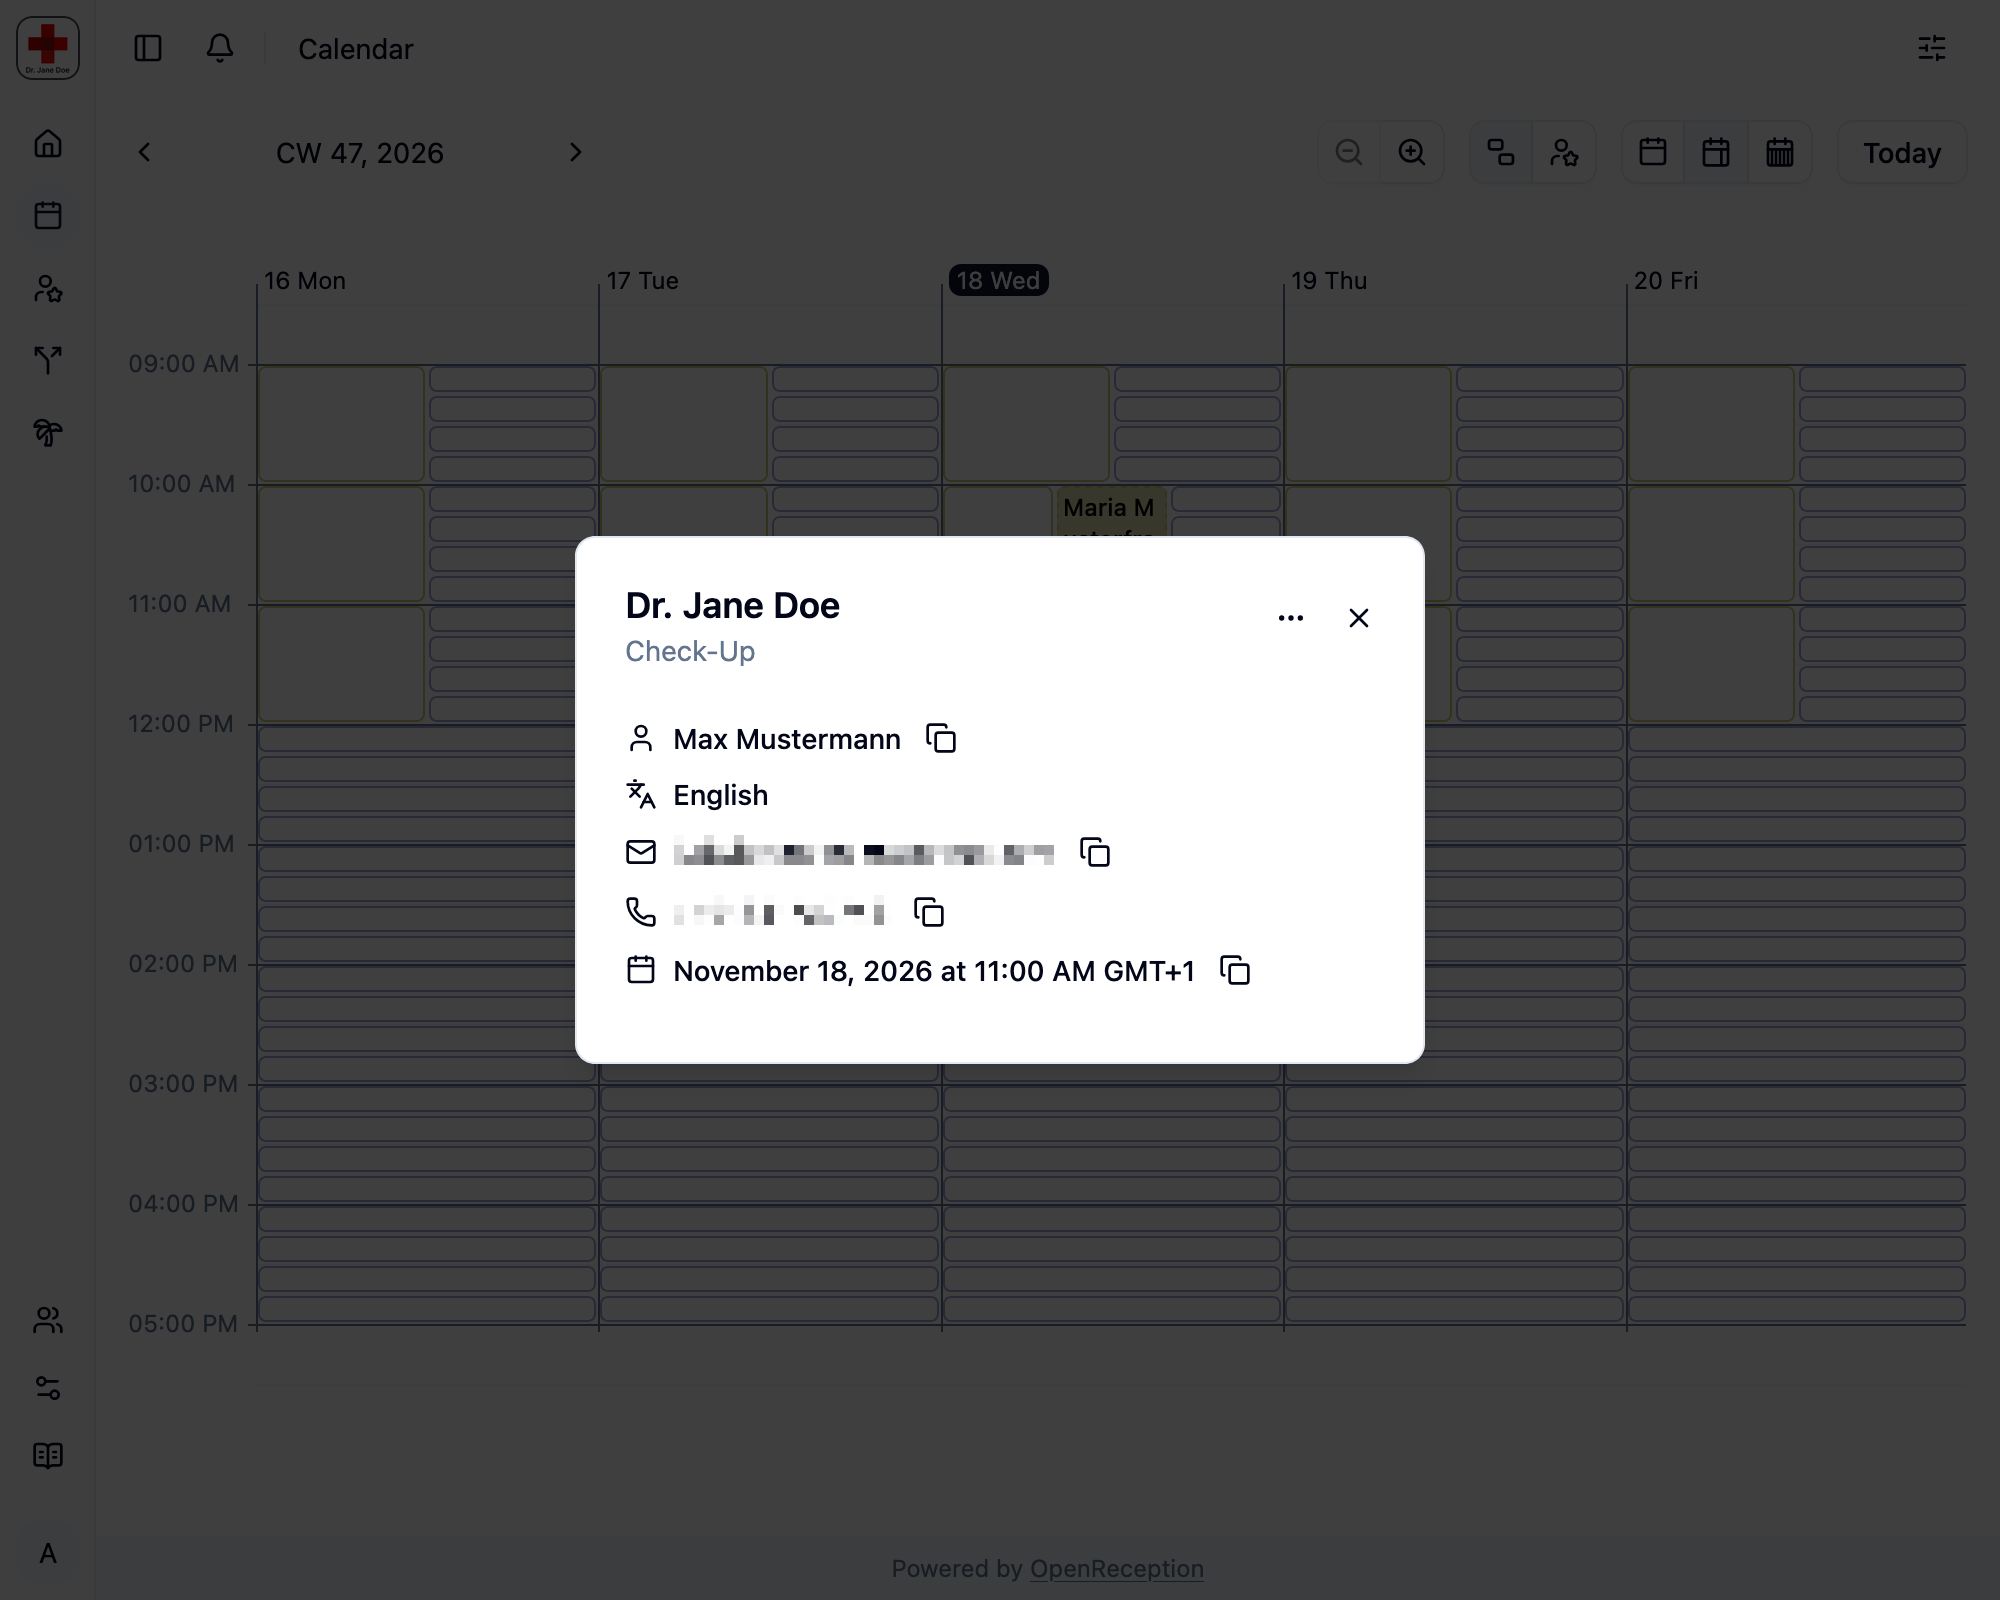 Dr. Jane Doe
Calendar
CW 47, 2026
Today
16 Mon
17 Tue
18 Wed
19 Thu
20 Fri
09:00 AM
10:00 AM
Maria M
11:00 AM
Dr. Jane Doe
Check-Up
12:00 PM
Max Mustermann
English
01:00 PM
02:00 PM
November 18, 2026 at 11:00 AM GMT+1
03:00 PM
04:00 PM
05:00 PM
A
Powered by OpenReception